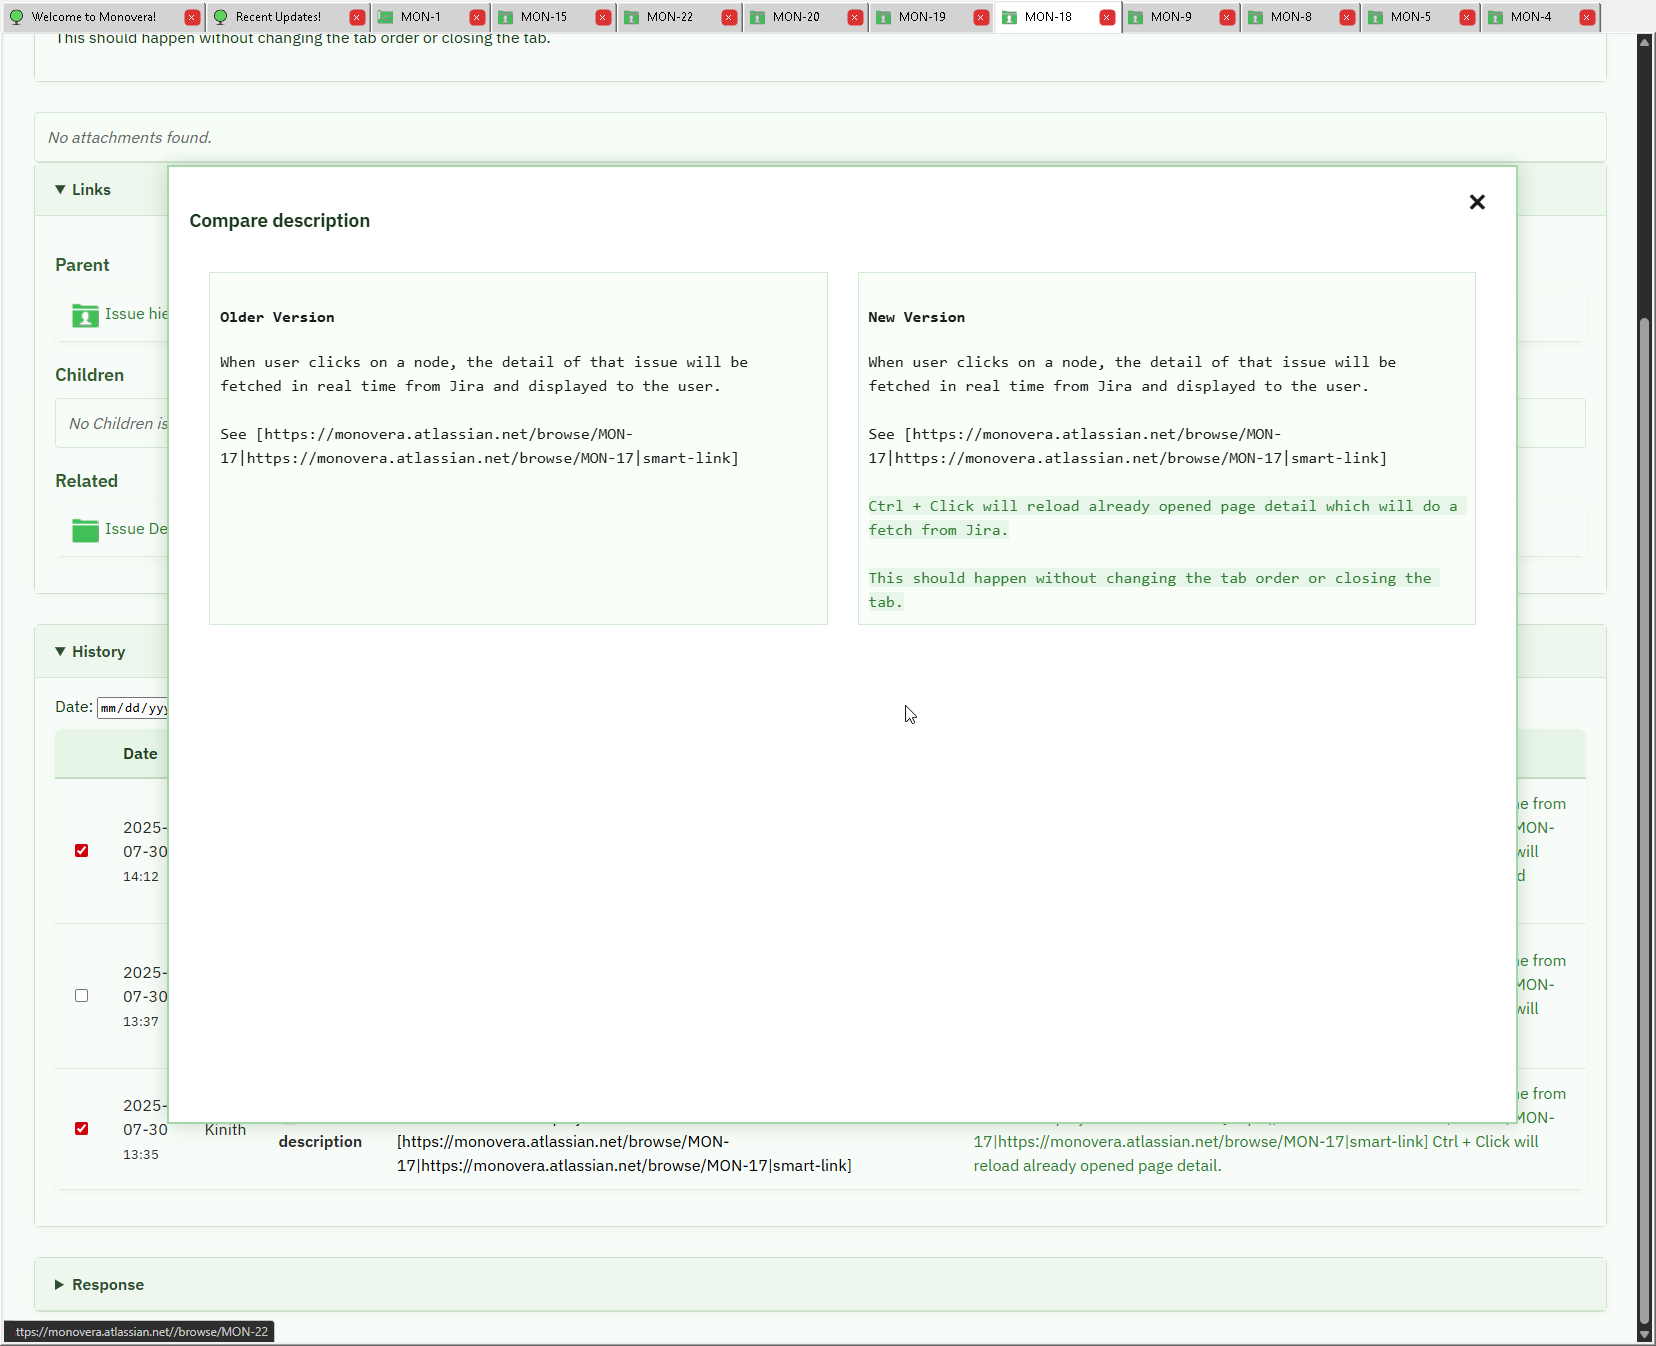 Welcome to Monovera!
Recent Updates!
MON-1
MON-15
MON-22
MON-20
MON-19
MON-18
MON-9
MON-8
MON-5
MON-4
This should happen without changing the tab order or closing the tab.
No attachments found.
▼ Links
Parent
Issue hie
Children
No Children is
Related
Issue De
Compare description
Older Version
When user clicks on a node, the detail of that issue will be
fetched in real time from Jira and displayed to the user.
See [https://monovera.atlassian.net/browse/MON-
17|https://monovera.atlassian.net/browse/MON-17|smart-link]
New Version
When user clicks on a node, the detail of that issue will be
fetched in real time from Jira and displayed to the user.
See [https://monovera.atlassian.net/browse/MON-
17|https://monovera.atlassian.net/browse/MON-17|smart-link]
Ctrl + Click will reload already opened page detail which will do a
fetch from Jira.
This should happen without changing the tab order or closing the
tab.
▼ History
Date: mm/dd/yyy
Date
2025-
07-30
14:12
e from
MON-
will
d
2025-
07-30
13:37
e from
MON-
will
2025-
07-30
13:35
Kinith
description
[https://monovera.atlassian.net/browse/MON-
17|https://monovera.atlassian.net/browse/MON-17|smart-link]
e from
MON-
17|https://monovera.atlassian.net/browse/MON-17|smart-link] Ctrl + Click will
reload already opened page detail.
▶ Response
ttps://monovera.atlassian.net//browse/MON-22